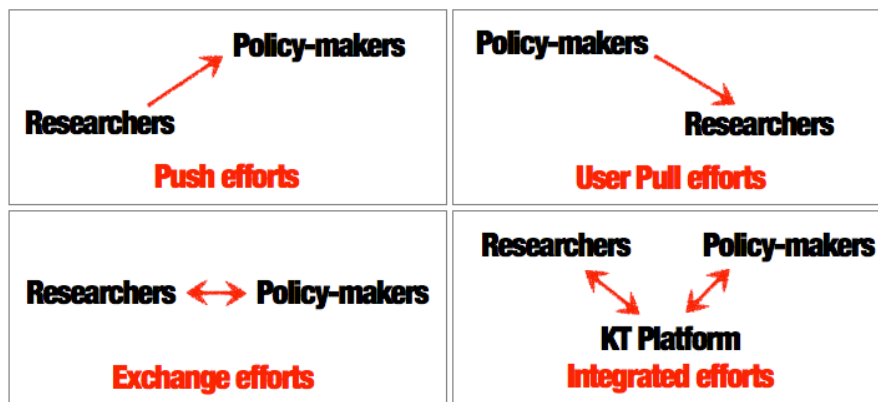 Policy-makers
Researchers
Push efforts
Policy-makers
Researchers
User Pull efforts
Researchers Policy-makers
Exchange efforts
Researchers Policy-makers
KT Platform
Integrated efforts